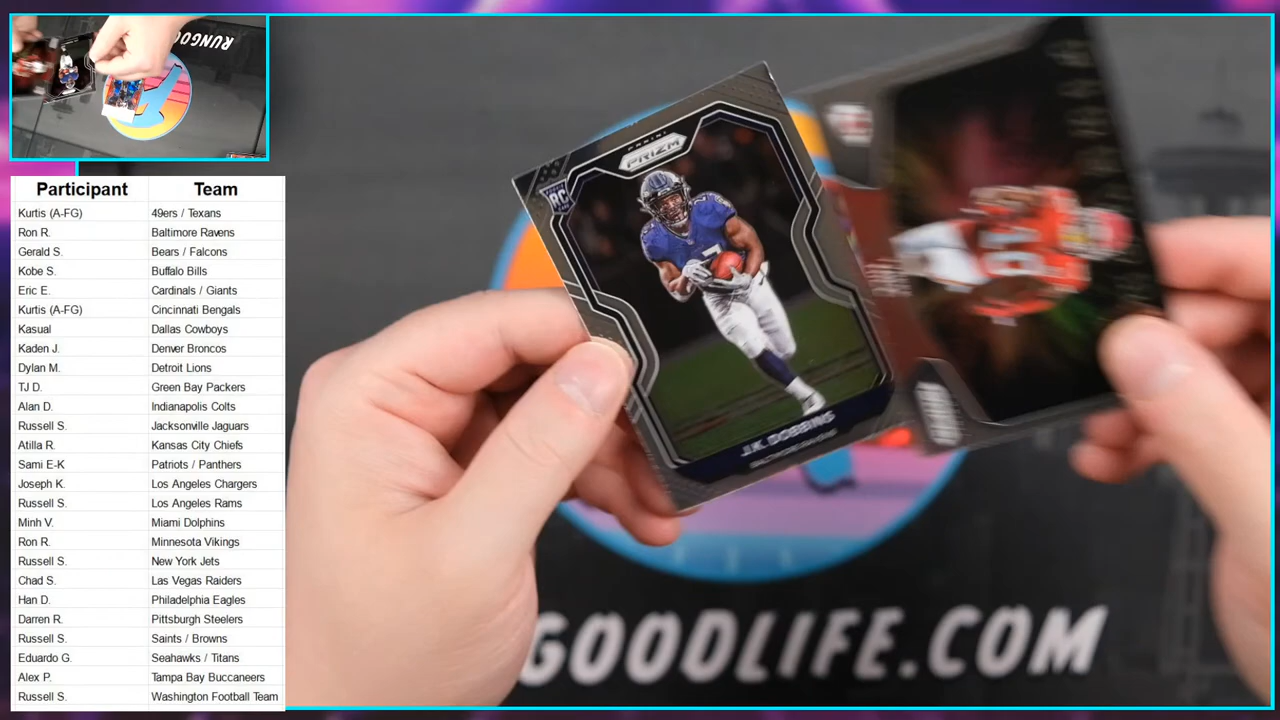 RUNGOOD
Participant Team
Kurtis (A-FG) 49ers / Texans
Ron R. Baltimore Ravens
Gerald S. Bears / Falcons
Kobe S. Buffalo Bills
Eric E. Cardinals / Giants
Kurtis (A-FG) Cincinnati Bengals
Kasual Dallas Cowboys
Kaden J. Denver Broncos
Dylan M. Detroit Lions
TJ D. Green Bay Packers
Alan D. Indianapolis Colts
Russell S. Jacksonville Jaguars
Atilla R. Kansas City Chiefs
Sami E-K Patriots / Panthers
Joseph K. Los Angeles Chargers
Russell S. Los Angeles Rams
Minh V. Miami Dolphins
Ron R. Minnesota Vikings
Russell S. New York Jets
Chad S. Las Vegas Raiders
Han D. Philadelphia Eagles
Darren R. Pittsburgh Steelers
Russell S. Saints / Browns
Eduardo G. Seahawks / Titans
Alex P. Tampa Bay Buccaneers
Russell S. Washington Football Team
PANINI
PRIZM
RC
J.K. DOBBINS
BALTIMORE RAVENS
GOODLIFE.COM